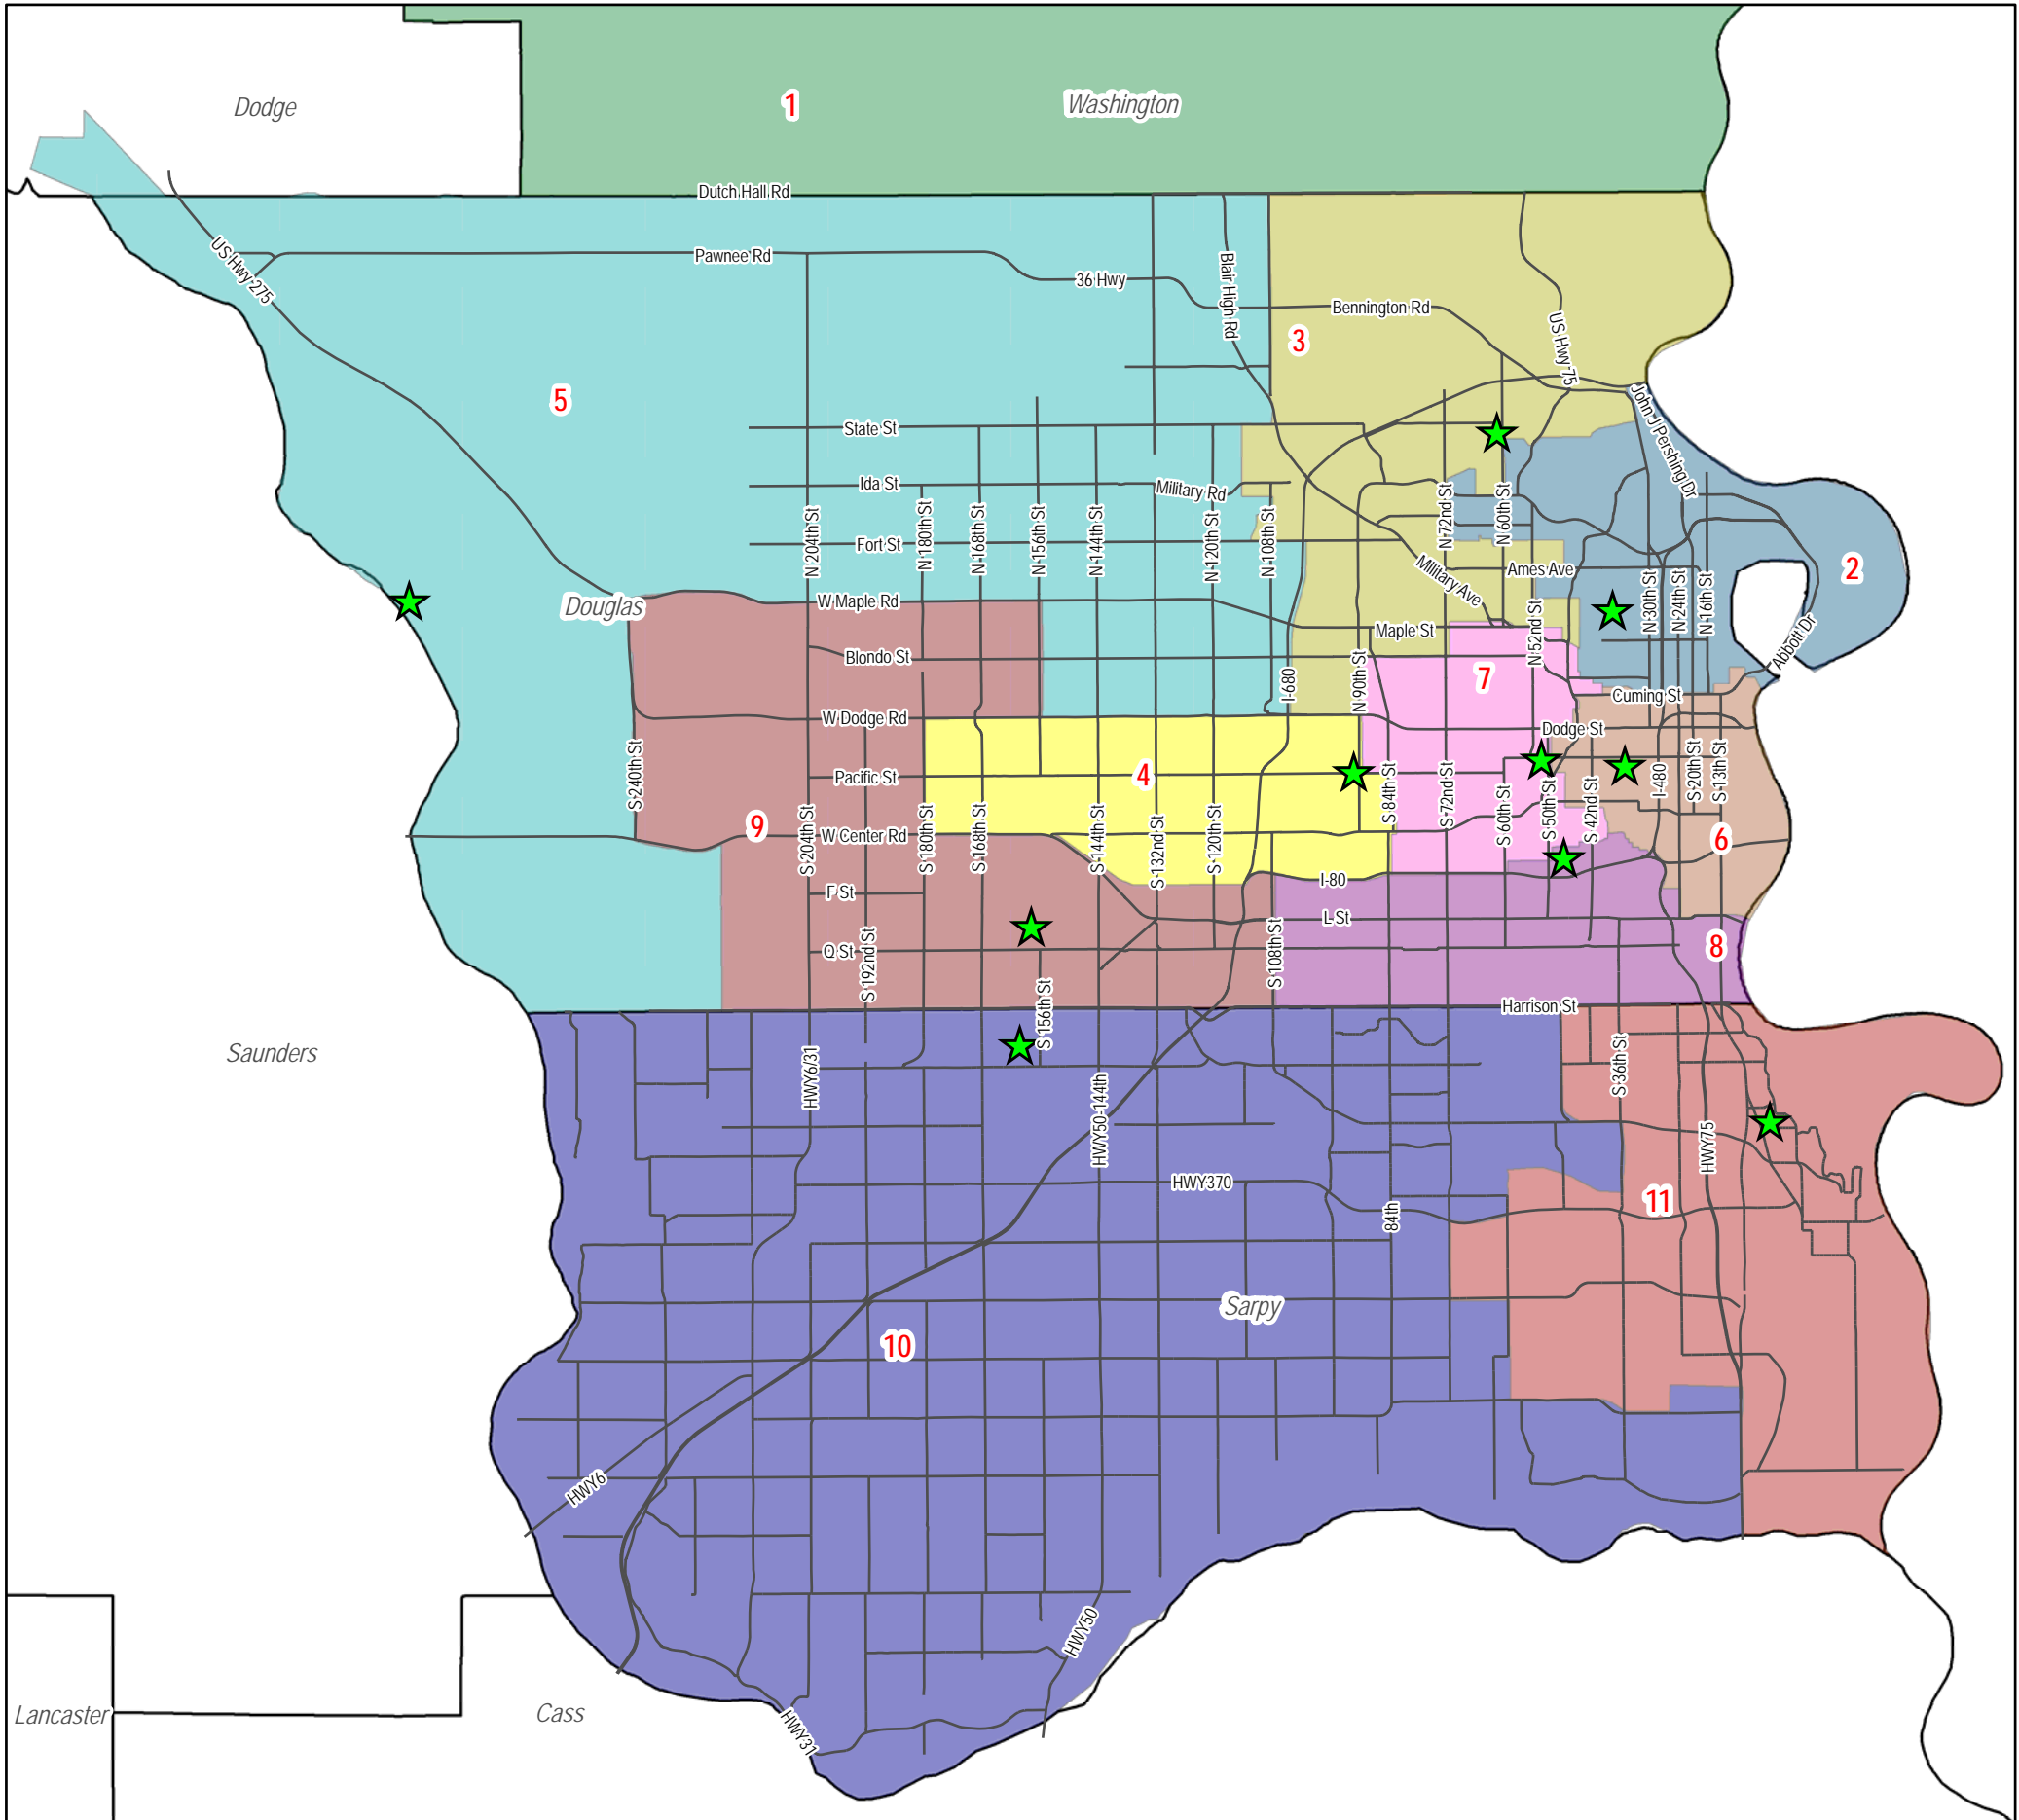 Dodge
1
Washington
Dutch Hall Rd
US Hwy 275
Pawnee Rd
36 Hwy
Blair High Rd
Bennington Rd
US Hwy 75
3
5
John J Pershing Dr
State St
Ida St
Military Rd
Fort St
N 204th St
N 180th St
N 168th St
N 156th St
N 144th St
N 120th St
N 108th St
N 72nd St
N 60th St
Military Ave
Ames Ave
2
N 30th St
N 24th St
N 16th St
Douglas
W Maple Rd
Maple St
N 52nd St
Abbott Dr
Blondo St
I-680
N 90th St
7
Cuming St
W Dodge Rd
Dodge St
S 240th St
Pacific St
4
S 84th St
S 72nd St
S 60th St
S 50th St
S 42nd St
I-480
S 20th St
S 13th St
9
S 204th St
W Center Rd
S 180th St
S 168th St
S 144th St
S 132nd St
S 120th St
6
F St
I-80
L St
Q St
S 192nd St
S 108th St
8
S 156th St
Harrison St
Saunders
HWY6/31
HWY50-144th
S 36th St
HWY75
HWY370
84th
11
Sarpy
10
HWY6
HWY50
HWY31
Lancaster
Cass